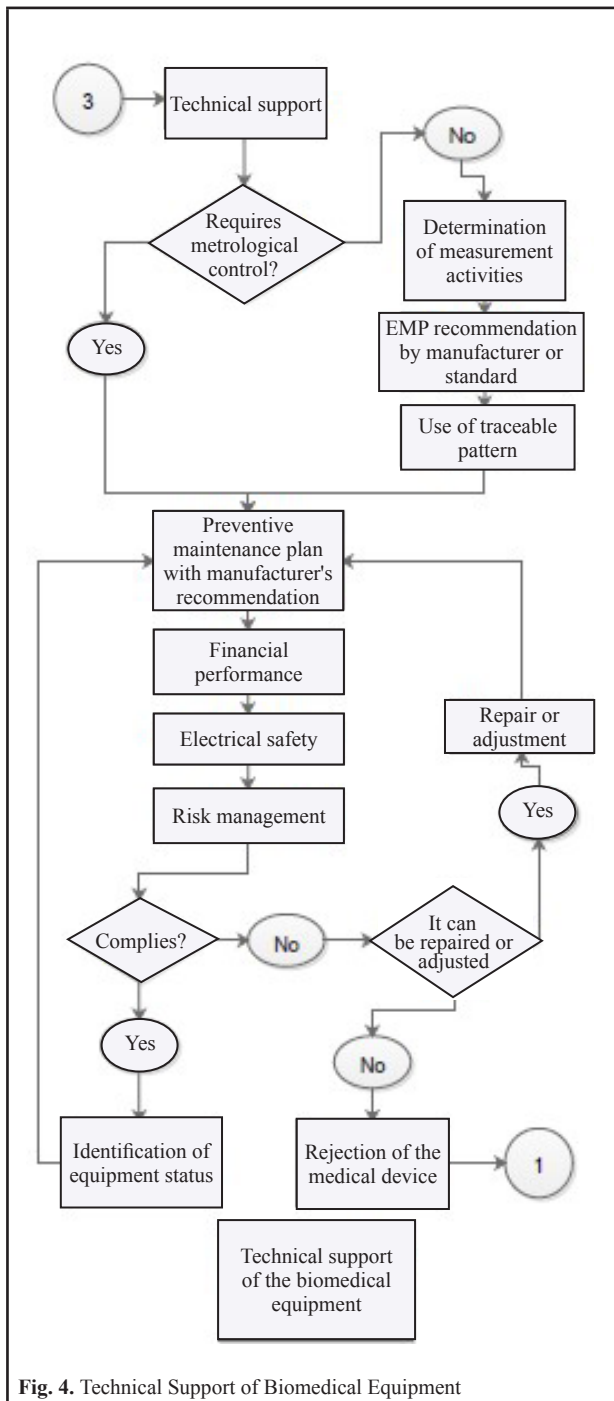 3
Technical support
No
Requires
metrological
control?
Determination
of measurement
activities
Yes
EMP recommendation
by manufacturer or
standard
Use of traceable
pattern
Preventive
maintenance plan
with manufacturer's
recommendation
Financial
performance
Repair or
adjustment
Electrical safety
Risk management
Yes
Complies?
No
It can
be repaired or
adjusted
Yes
No
Identification of
equipment status
Rejection of the
medical device
1
Technical support
of the biomedical
equipment
Fig. 4. Technical Support of Biomedical Equipment